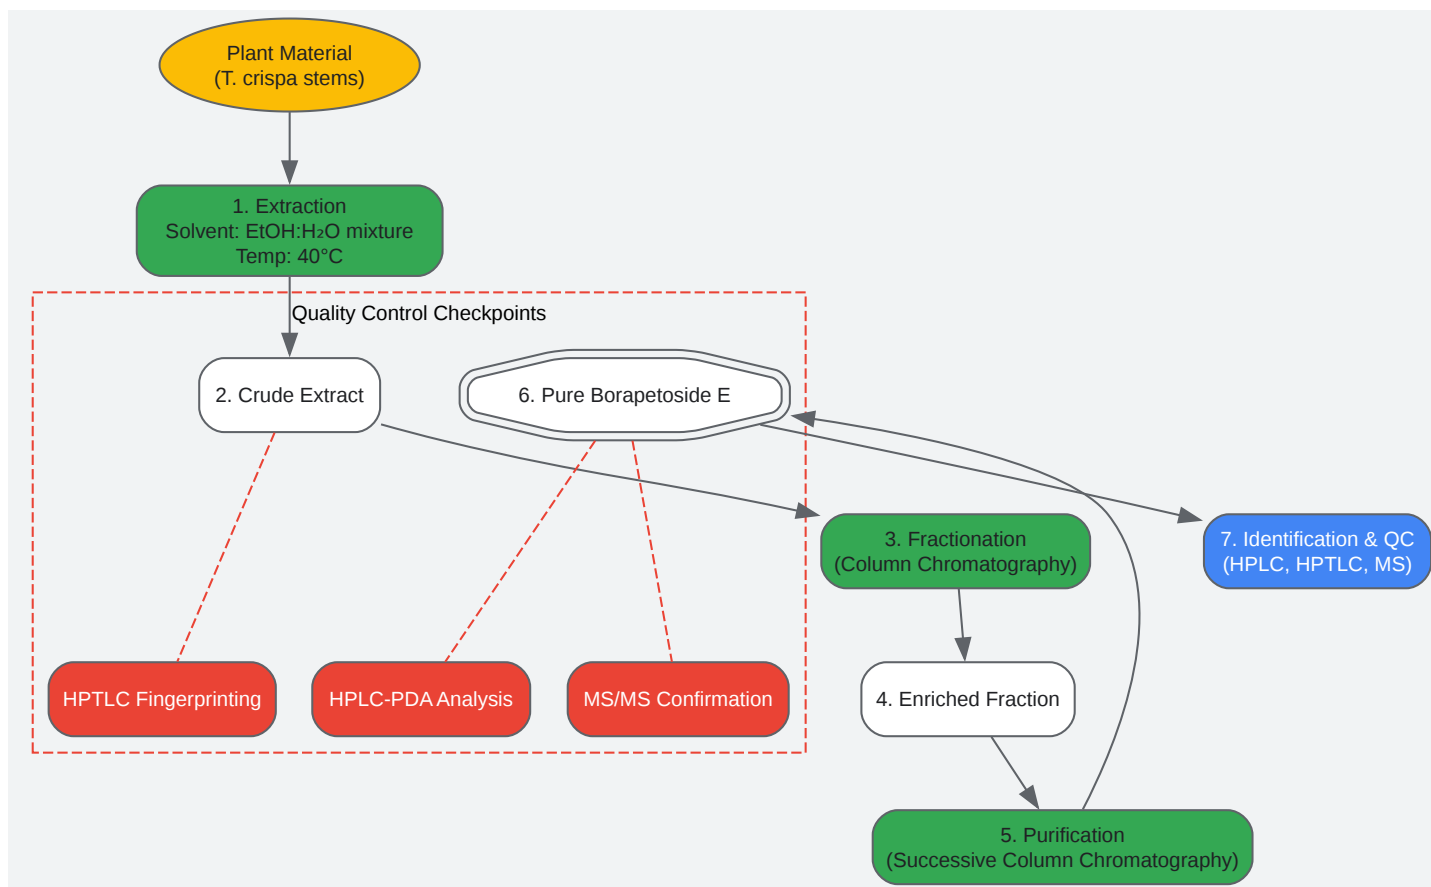 Plant Material
(T. crispa stems)
1. Extraction
Solvent: EtOH:H₂O mixture
Temp: 40°C
Quality Control Checkpoints
2. Crude Extract
6. Pure Borapetoside E
3. Fractionation
(Column Chromatography)
7. Identification & QC
(HPLC, HPTLC, MS)
HPTLC Fingerprinting
HPLC-PDA Analysis
MS/MS Confirmation
4. Enriched Fraction
5. Purification
(Successive Column Chromatography)